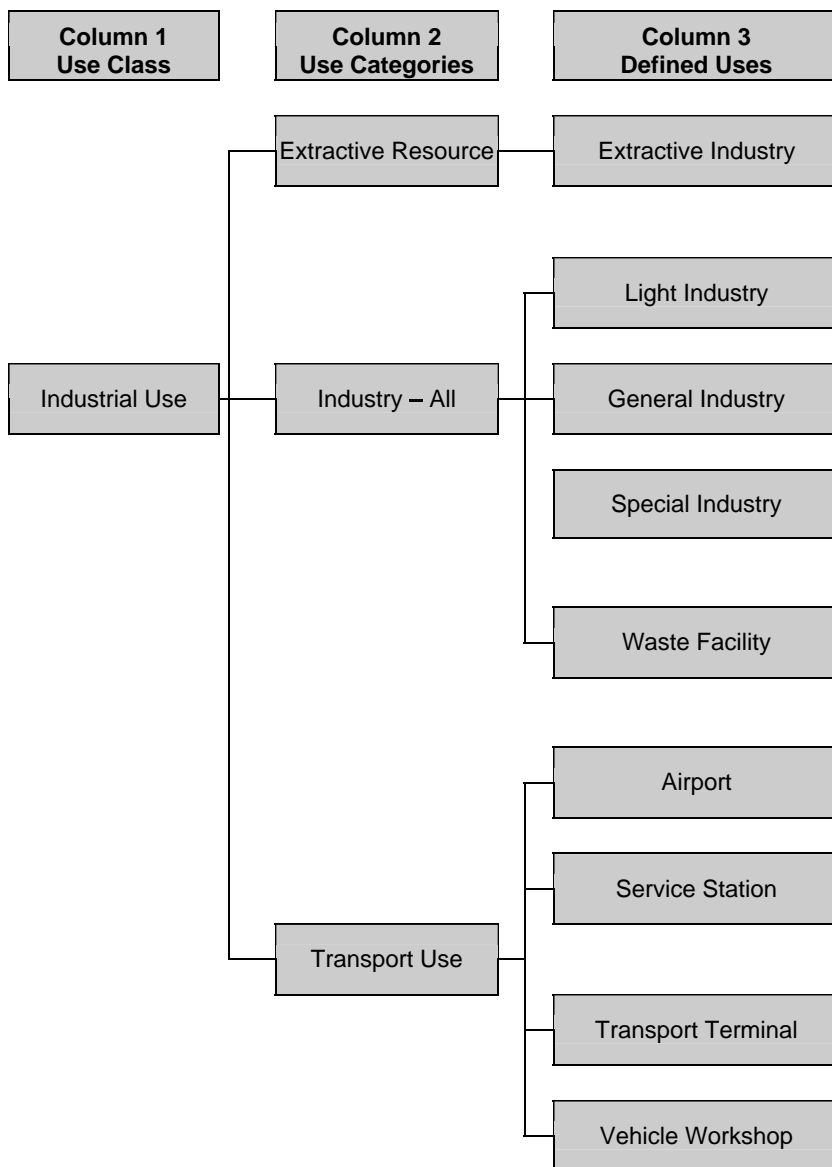 Column 1
Use Class
Column 2
Use Categories
Column 3
Defined Uses
Extractive Resource
Extractive Industry
Light Industry
Industrial Use
Industry – All
General Industry
Special Industry
Waste Facility
Airport
Service Station
Transport Use
Transport Terminal
Vehicle Workshop